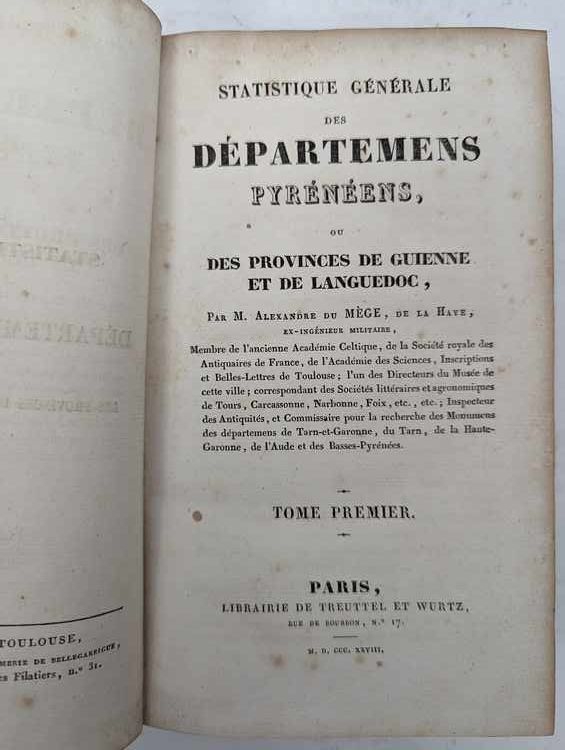 TOULOUSE,
MERIE DE BELLEGARRIGUE,
es Filatiers, n.º 31.
STATISTIQUE GÉNÉRALE
DES
DÉPARTEMENS
PYRÉNÉENS,
OU
DES PROVINCES DE GUIENNE
ET DE LANGUEDOC,
PAR M. ALEXANDRE DU MÈGE, DE LA HAYE,
EX-INGÉNIEUR MILITAIRE,
Membre de l'ancienne Académie Celtique, de la Société royale des
Antiquaires de France, de l'Académie des Sciences, Inscriptions
et Belles-Lettres de Toulouse; l'un des Directeurs du Musée de
cette ville; correspondant des Sociétés littéraires et agronomiques
de Tours, Carcassonne, Narbonne, Foix, etc., etc.; Inspecteur
des Antiquités, et Commissaire pour la recherche des Monumens
des départemens de Tarn-et-Garonne, du Tarn, de la Haute-
Garonne, de l'Aude et des Basses-Pyrénées.
TOME PREMIER.
PARIS,
LIBRAIRIE DE TREUTTEL ET WURTZ,
RUE DE BOURBON, N.º 17.
M. D. CCC. XXVIII,